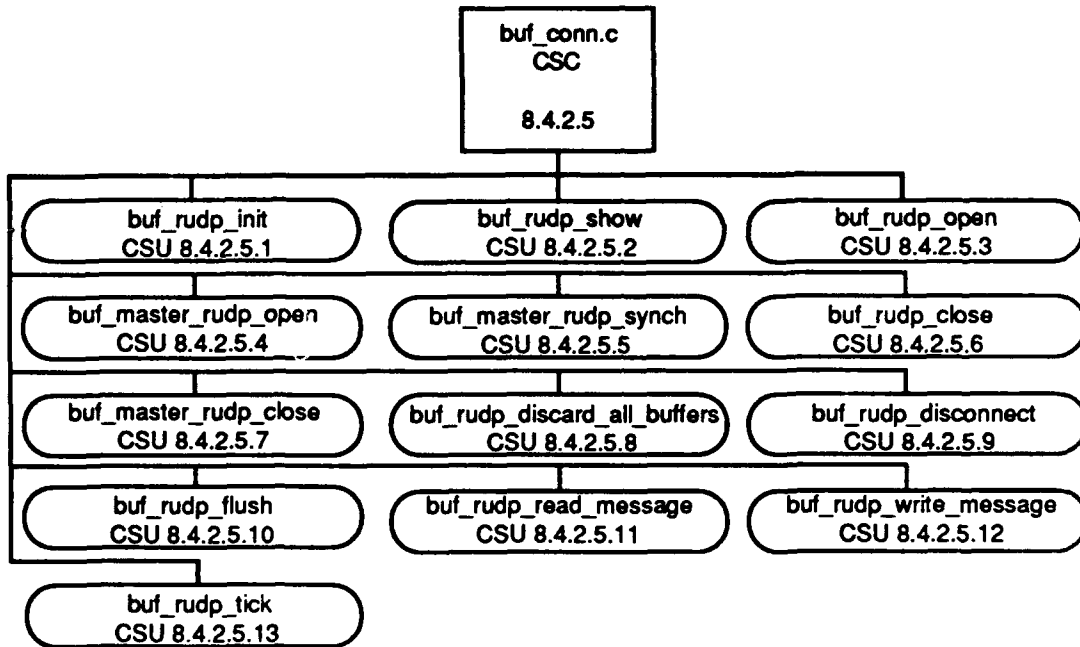 buf_conn.c
CSC
8.4.2.5
buf_rudp_init
CSU 8.4.2.5.1
buf_rudp_show
CSU 8.4.2.5.2
buf_rudp_open
CSU 8.4.2.5.3
buf_master_rudp_open
CSU 8.4.2.5.4
buf_master_rudp_synch
CSU 8.4.2.5.5
buf_rudp_close
CSU 8.4.2.5.6
buf_master_rudp_close
CSU 8.4.2.5.7
buf_rudp_discard_all_buffers
CSU 8.4.2.5.8
buf_rudp_disconnect
CSU 8.4.2.5.9
buf_rudp_flush
CSU 8.4.2.5.10
buf_rudp_read_message
CSU 8.4.2.5.11
buf_rudp_write_message
CSU 8.4.2.5.12
buf_rudp_tick
CSU 8.4.2.5.13